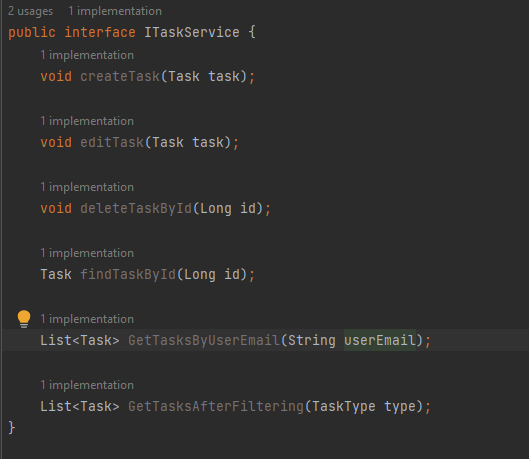 2 usages 1 implementation
public interface ITaskService {
1 implementation
void createTask(Task task);
1 implementation
void editTask(Task task);
1 implementation
void deleteTaskById(Long id);
1 implementation
Task findTaskById(Long id);
1 implementation
List<Task> GetTasksByUserEmail(String userEmail);
1 implementation
List<Task> GetTasksAfterFiltering(TaskType type);
}